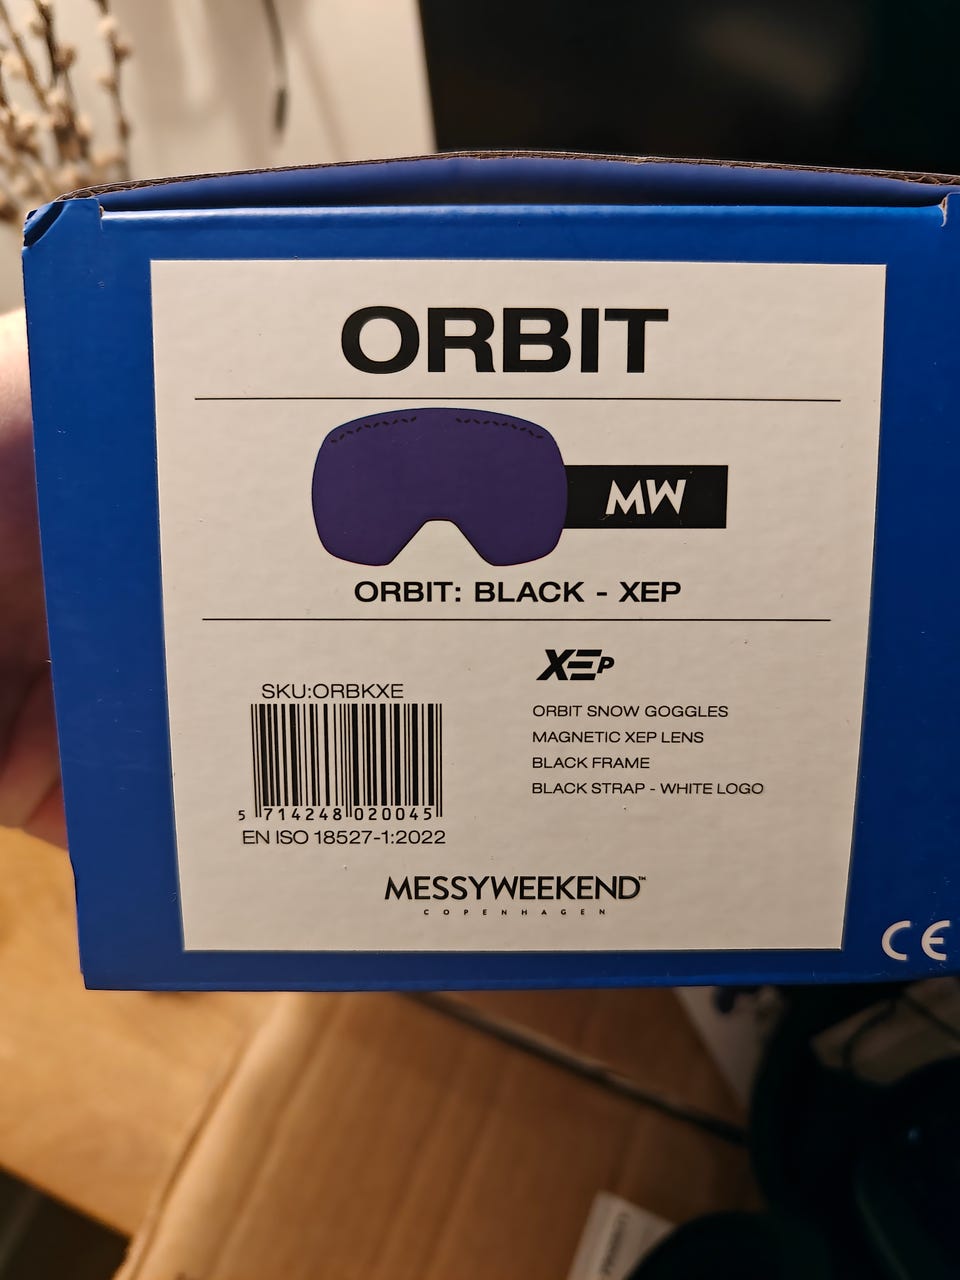 ORBIT
MW
ORBIT: BLACK - XEP
XEP
SKU:ORBKXE
ORBIT SNOW GOGGLES
MAGNETIC XEP LENS
BLACK FRAME
BLACK STRAP - WHITE LOGO
5 714248 020045
EN ISO 18527-1:2022
MESSYWEEKEND™
COPENHAGEN
CE